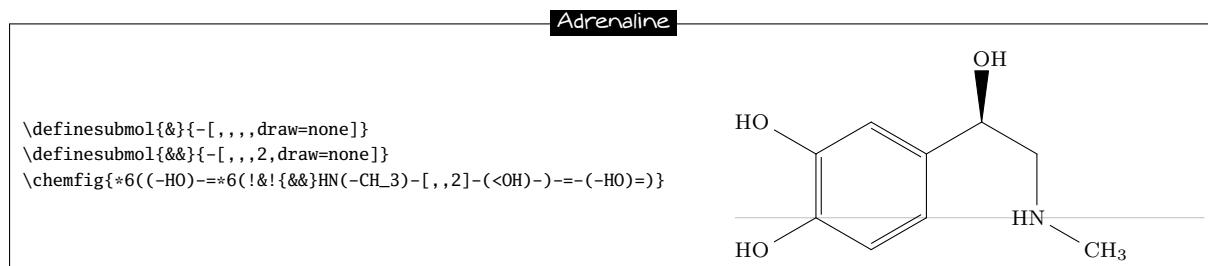 Adrenaline
\definesubmol{&}{-[,,,,draw=none]}
\definesubmol{&&}{-[,,,2,draw=none]}
\chemfig{*6((-HO)-=*6(!&!{&&}HN(-CH_3)-[,,2]-(<OH)-)-=-(-HO)=)}
OH
HO
HN
HO
CH₃